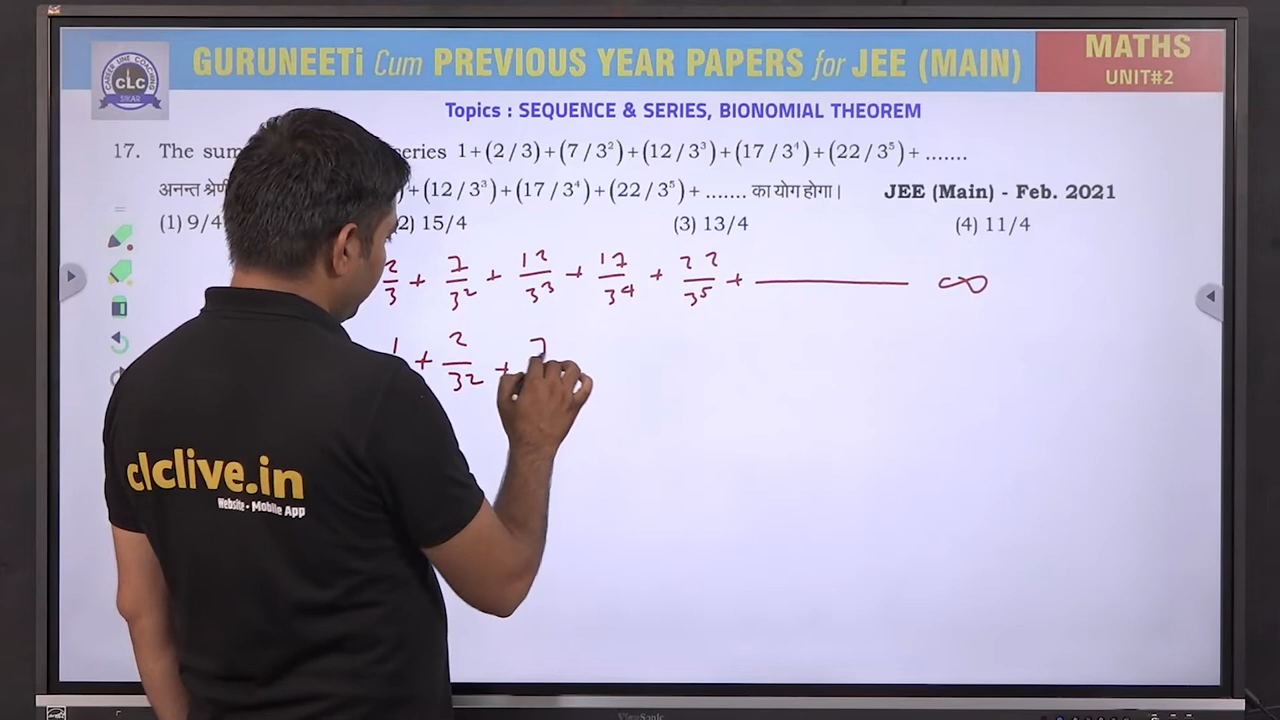 GURUNEETi Cum PREVIOUS YEAR PAPERS for JEE (MAIN)
MATHS
UNIT#2
CLC
SIKAR
Topics : SEQUENCE & SERIES, BIONOMIAL THEOREM
17. The sum series 1+(2/3)+(7/3²)+(12/3³)+(17/3⁴)+(22/3⁵)+.......
अनन्त श्रेणी )+(12/3³)+(17/3⁴)+(22/3⁵)+....... का योग होगा। JEE (Main) - Feb. 2021
(1) 9/4 (2) 15/4 (3) 13/4 (4) 11/4
2/3 + 7/3² + 12/3³ + 17/3⁴ + 22/3⁵ + ——— ∞
1 + 2/3² + 7
clclive.in
Website • Mobile App
ViewSonic